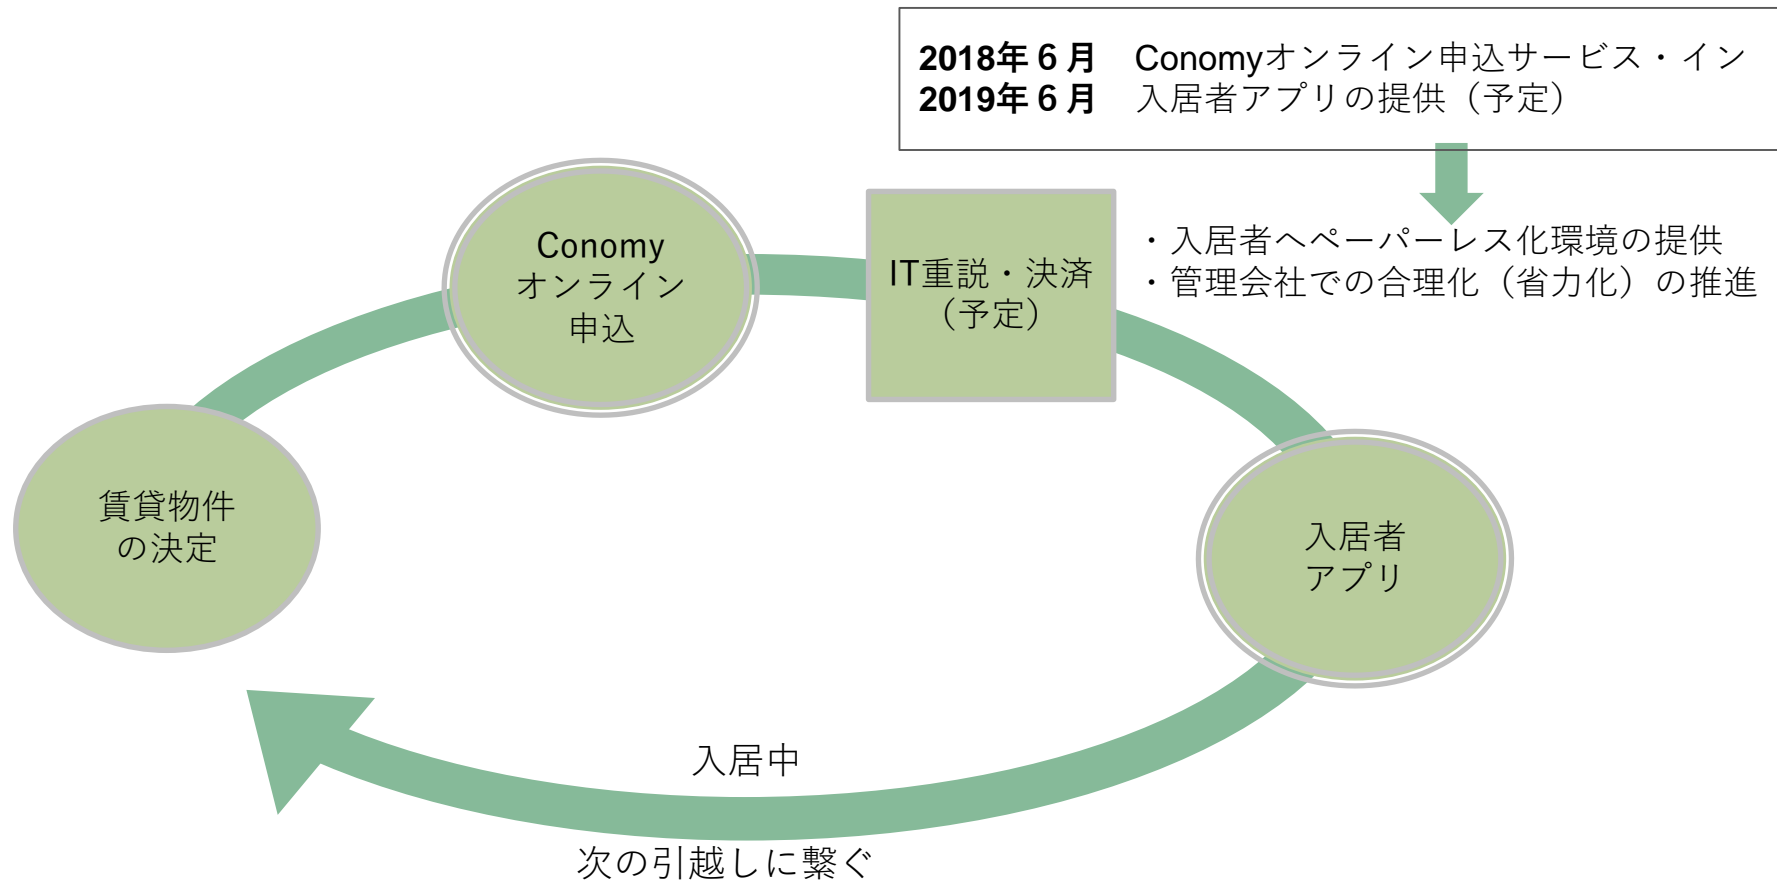 2018年６月　Conomyオンライン申込サービス・イン
2019年６月　入居者アプリの提供（予定）
・入居者へペーパーレス化環境の提供
・管理会社での合理化（省力化）の推進
Conomy
オンライン
申込
IT重説・決済
（予定）
賃貸物件
の決定
入居者
アプリ
入居中
次の引越しに繋ぐ